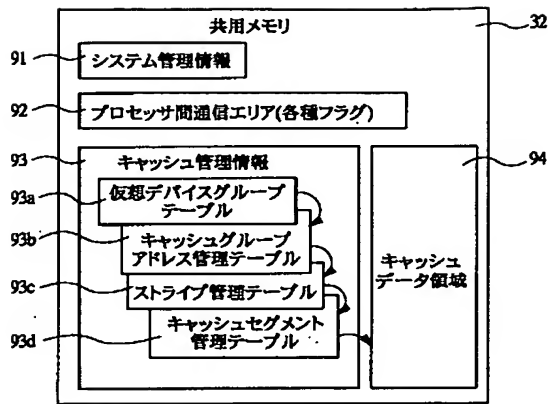 共用メモリ
32
91
システム管理情報
92
プロセッサ間通信エリア(各種フラグ)
93
キャッシュ管理情報
94
93a
仮想デバイスグループ
テーブル
93b
キャッシュグループ
アドレス管理テーブル
93c
ストライプ管理テーブル
93d
キャッシュセグメント
管理テーブル
キャッシュ
データ領域